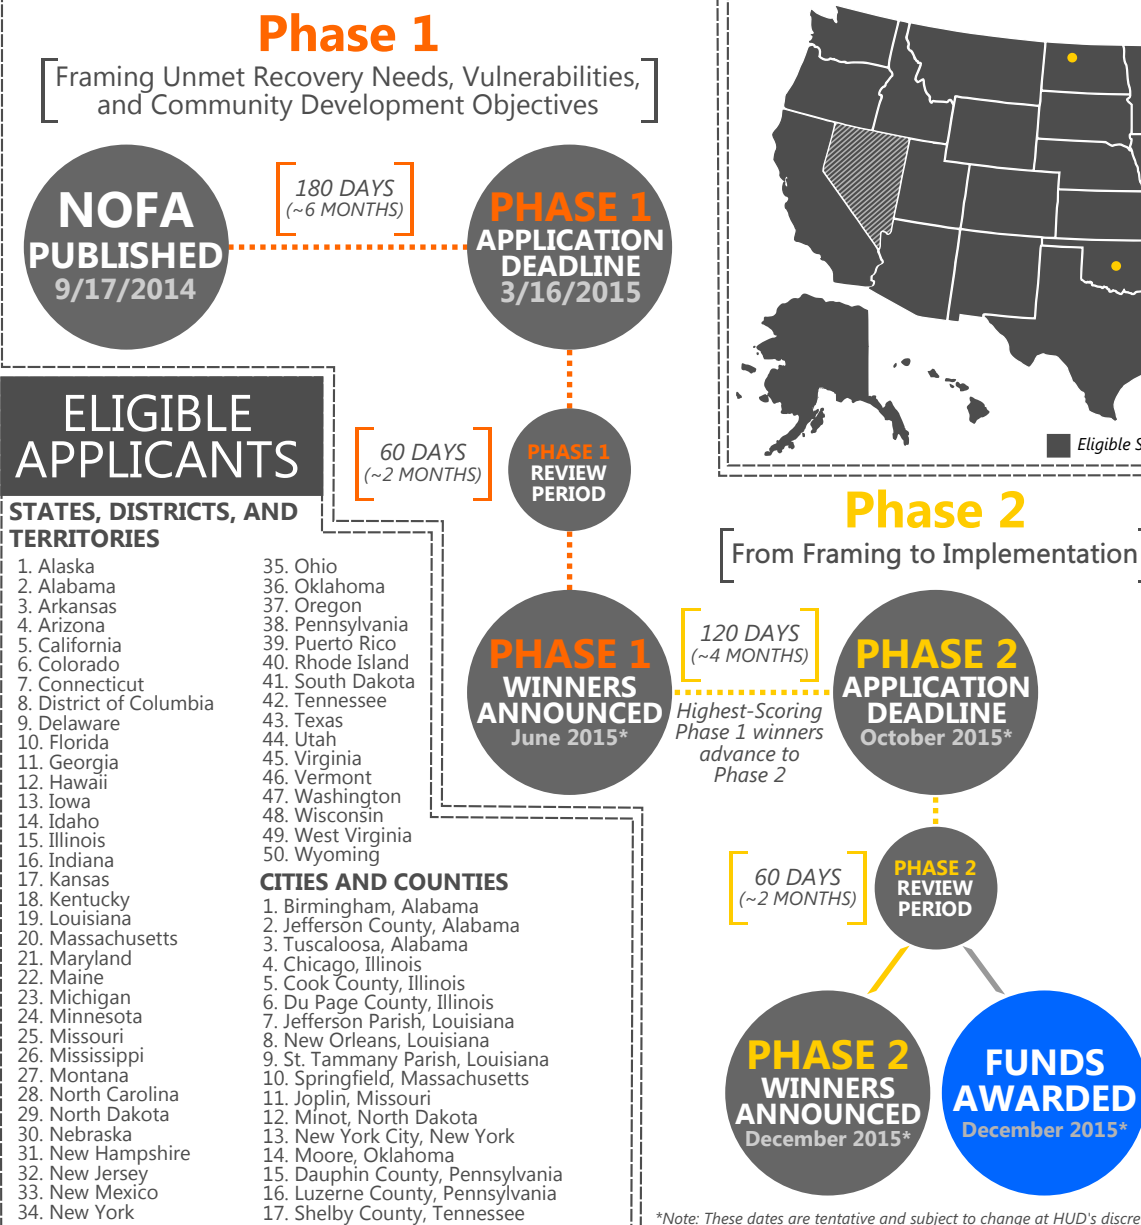 Phase 1
Framing Unmet Recovery Needs, Vulnerabilities,
and Community Development Objectives
NOFA
PUBLISHED
9/17/2014
180 DAYS
(~6 MONTHS)
PHASE 1
APPLICATION
DEADLINE
3/16/2015
60 DAYS
(~2 MONTHS)
PHASE 1
REVIEW
PERIOD
Eligible S
ELIGIBLE
APPLICANTS
STATES, DISTRICTS, AND
TERRITORIES
1. Alaska
2. Alabama
3. Arkansas
4. Arizona
5. California
6. Colorado
7. Connecticut
8. District of Columbia
9. Delaware
10. Florida
11. Georgia
12. Hawaii
13. Iowa
14. Idaho
15. Illinois
16. Indiana
17. Kansas
18. Kentucky
19. Louisiana
20. Massachusetts
21. Maryland
22. Maine
23. Michigan
24. Minnesota
25. Missouri
26. Mississippi
27. Montana
28. North Carolina
29. North Dakota
30. Nebraska
31. New Hampshire
32. New Jersey
33. New Mexico
34. New York
35. Ohio
36. Oklahoma
37. Oregon
38. Pennsylvania
39. Puerto Rico
40. Rhode Island
41. South Dakota
42. Tennessee
43. Texas
44. Utah
45. Virginia
46. Vermont
47. Washington
48. Wisconsin
49. West Virginia
50. Wyoming
CITIES AND COUNTIES
1. Birmingham, Alabama
2. Jefferson County, Alabama
3. Tuscaloosa, Alabama
4. Chicago, Illinois
5. Cook County, Illinois
6. Du Page County, Illinois
7. Jefferson Parish, Louisiana
8. New Orleans, Louisiana
9. St. Tammany Parish, Louisiana
10. Springfield, Massachusetts
11. Joplin, Missouri
12. Minot, North Dakota
13. New York City, New York
14. Moore, Oklahoma
15. Dauphin County, Pennsylvania
16. Luzerne County, Pennsylvania
17. Shelby County, Tennessee
PHASE 1
WINNERS
ANNOUNCED
June 2015*
Phase 2
From Framing to Implementation
120 DAYS
(~4 MONTHS)
Highest-Scoring
Phase 1 winners
advance to
Phase 2
PHASE 2
APPLICATION
DEADLINE
October 2015*
60 DAYS
(~2 MONTHS)
PHASE 2
REVIEW
PERIOD
PHASE 2
WINNERS
ANNOUNCED
December 2015*
FUNDS
AWARDED
December 2015*
*Note: These dates are tentative and subject to change at HUD's discre